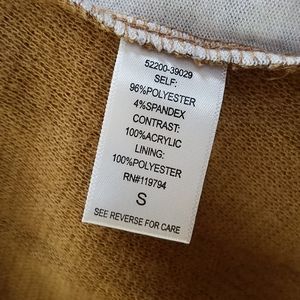 52200-39029
SELF:
96%POLYESTER
4%SPANDEX
CONTRAST:
100%ACRYLIC
LINING:
100%POLYESTER
RN#119794
S
SEE REVERSE FOR CARE